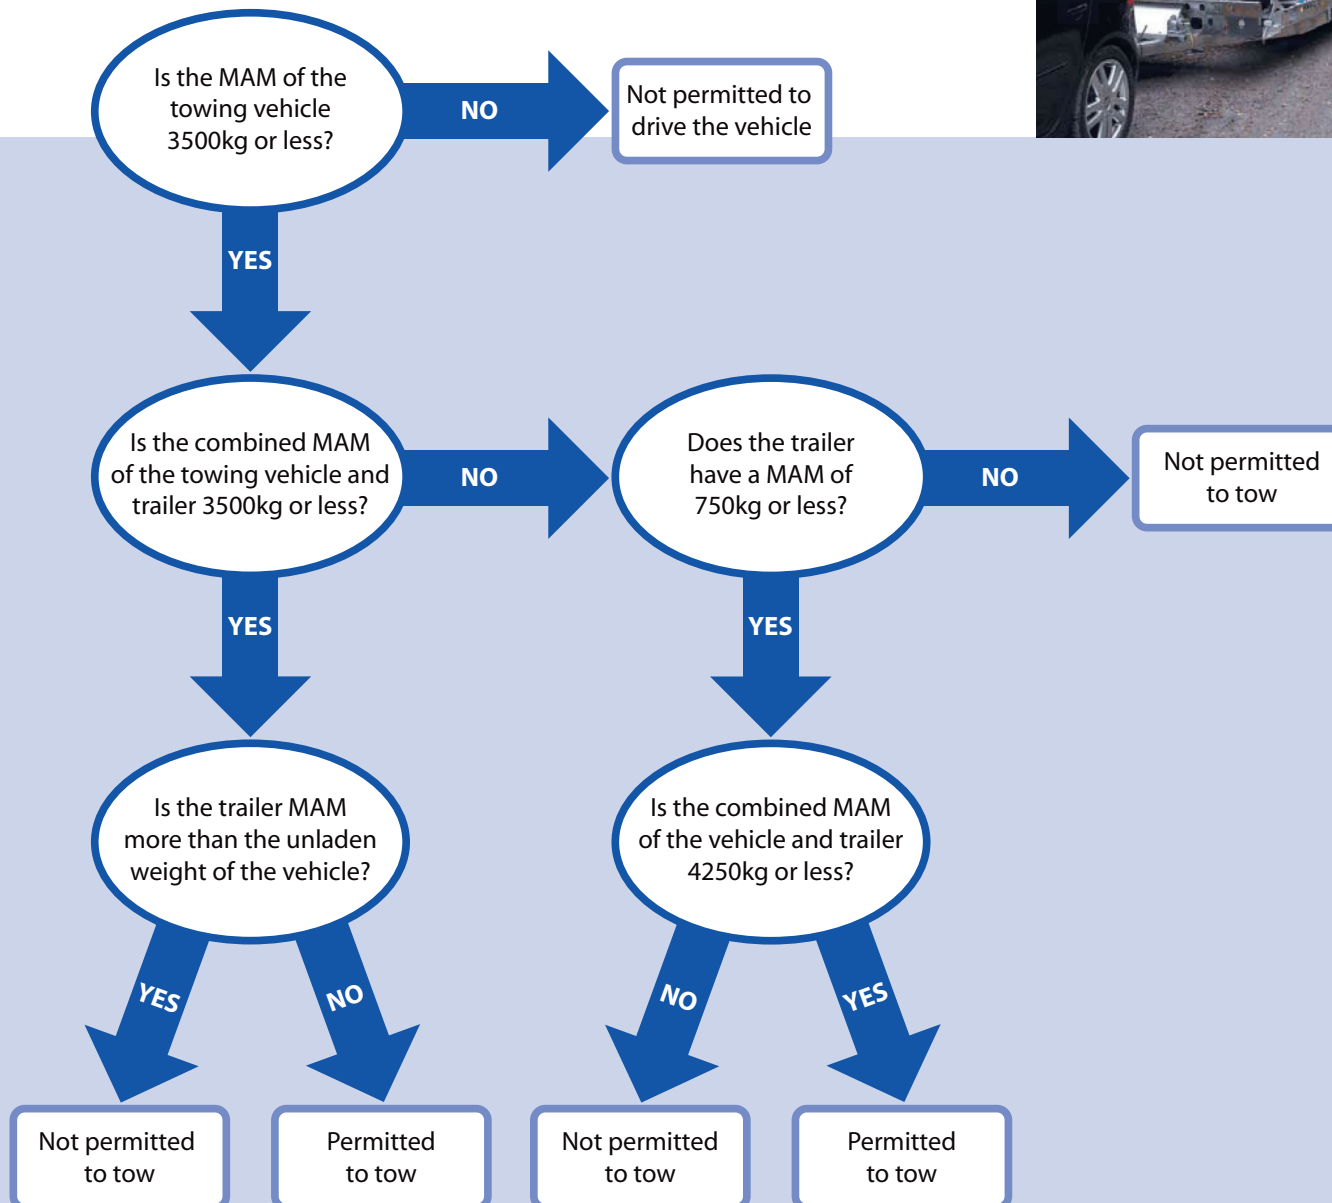 Is the MAM of the
towing vehicle
3500kg or less?
NO
Not permitted to
drive the vehicle
YES
Is the combined MAM
of the towing vehicle and
trailer 3500kg or less?
NO
Does the trailer
have a MAM of
750kg or less?
NO
Not permitted
to tow
YES
YES
Is the trailer MAM
more than the unladen
weight of the vehicle?
Is the combined MAM
of the vehicle and trailer
4250kg or less?
YES
NO
NO
YES
Not permitted
to tow
Permitted
to tow
Not permitted
to tow
Permitted
to tow